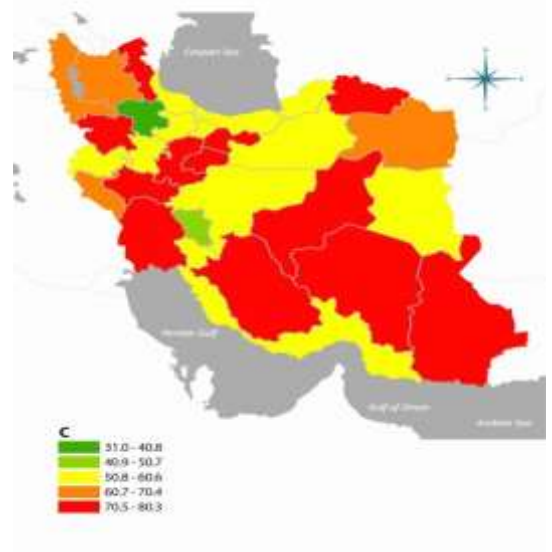 Caspian Sea
Persian Gulf
Gulf of Oman
Arabian Sea
C
31.0 - 40.8
40.9 - 50.7
50.8 - 60.6
60.7 - 70.4
70.5 - 80.3